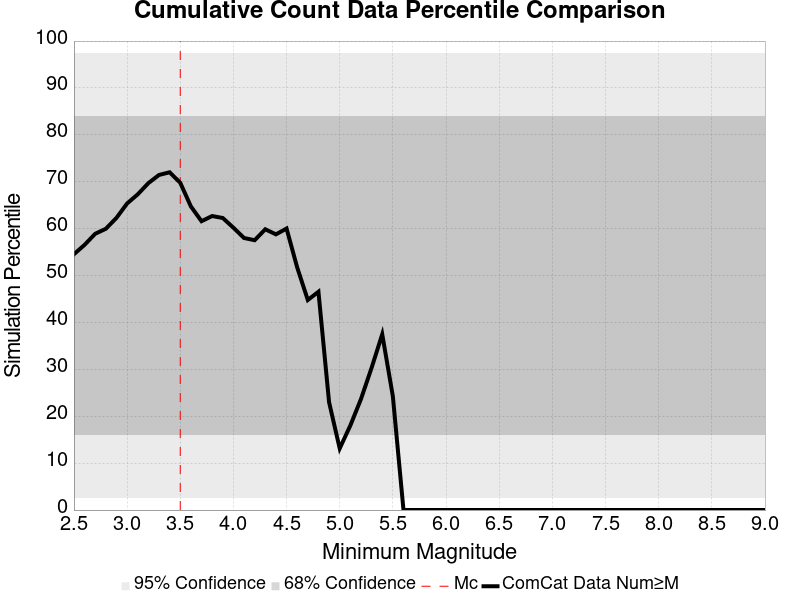 Cumulative Count Data Percentile Comparison
100
90
80
70
60
50
40
30
20
10
0
Simulation Percentile
2.5 3.0 3.5 4.0 4.5 5.0 5.5 6.0 6.5 7.0 7.5 8.0 8.5 9.0
Minimum Magnitude
95% Confidence 68% Confidence Mc ComCat Data Num≥M